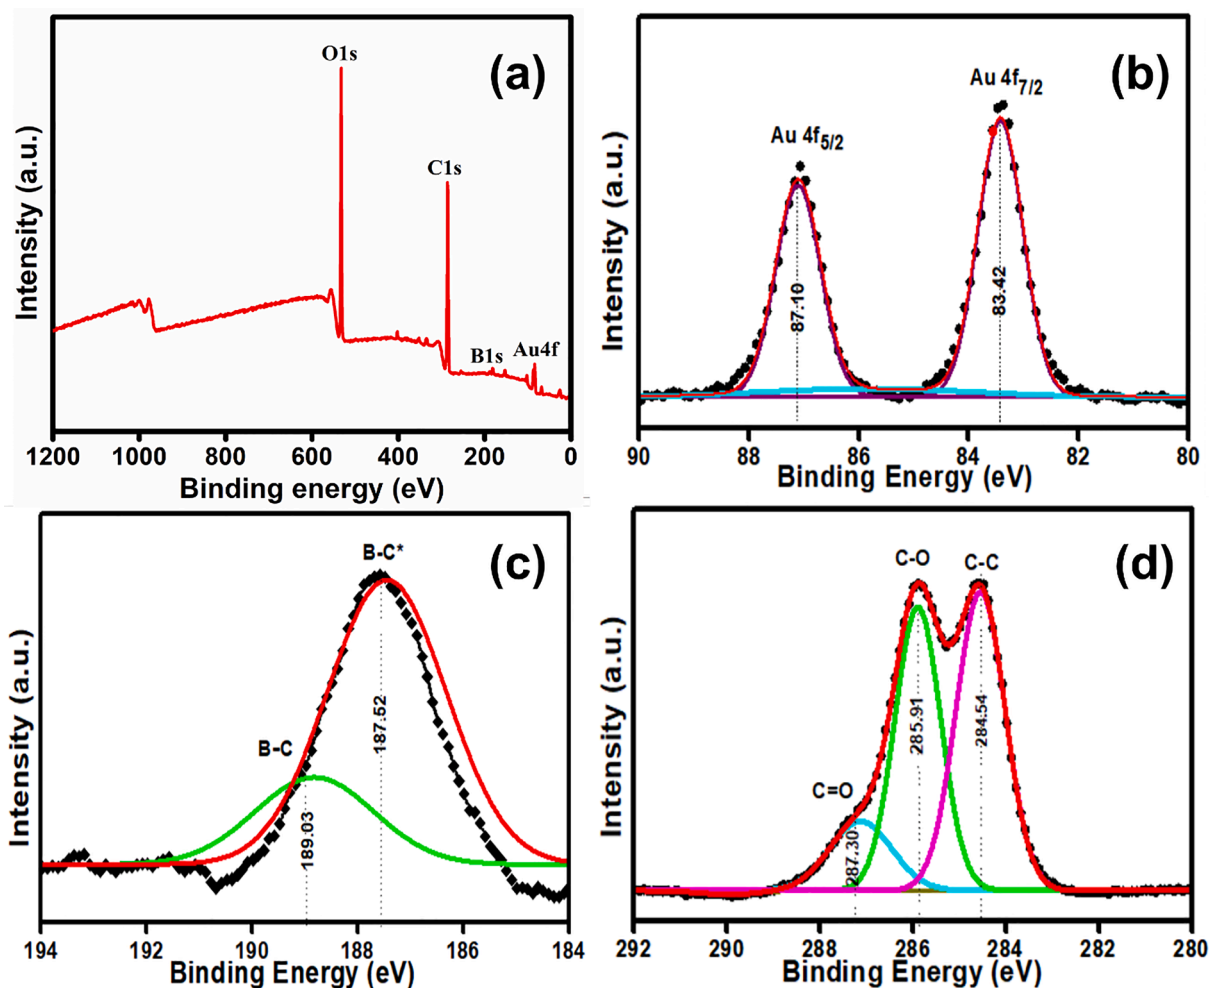 (a)
O1s
C1s
B1s
Au4f
Intensity (a.u.)
1200 1000 800 600 400 200 0
Binding energy (eV)
(b)
Au 4f7/2
Au 4f5/2
87.10
83.42
Intensity (a.u.)
90 88 86 84 82 80
Binding Energy (eV)
(c)
B-C*
B-C
187.52
189.03
Intensity (a.u.)
194 192 190 188 186 184
Binding Energy (eV)
(d)
C-O
C-C
C=O
285.91
284.54
287.30
Intensity (a.u.)
292 290 288 286 284 282 280
Binding Energy (eV)